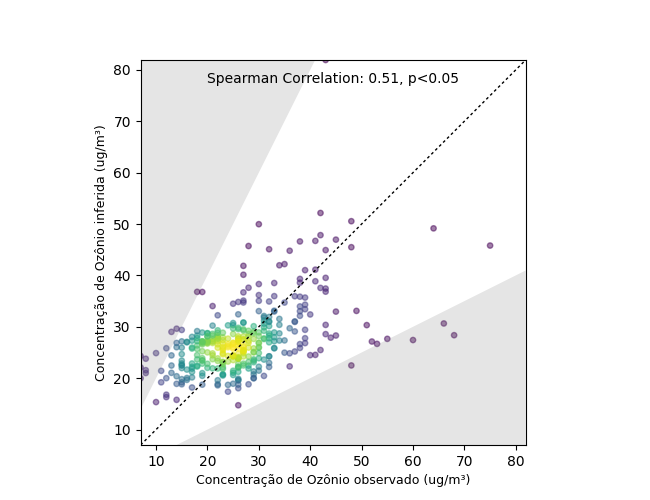 Spearman Correlation: 0.51, p<0.05
80
70
60
50
40
30
20
10
Concentração de Ozônio inferida (ug/m³)
10 20 30 40 50 60 70 80
Concentração de Ozônio observado (ug/m³)